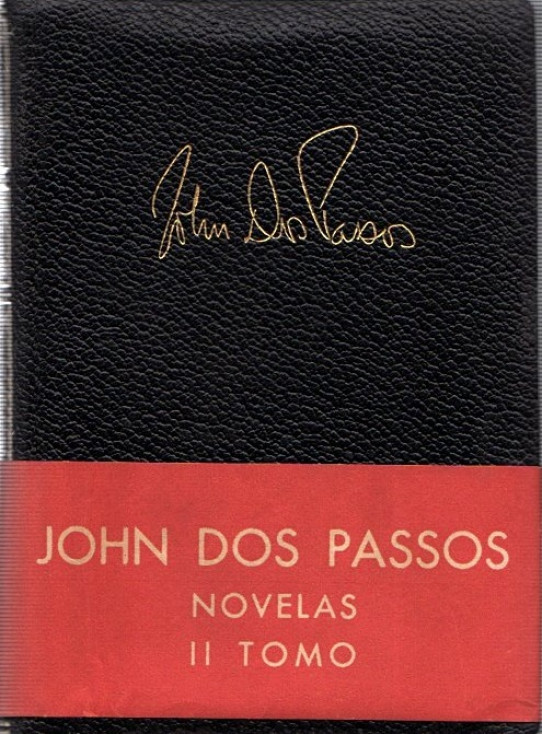 John Dos Passos
JOHN DOS PASSOS
NOVELAS
II TOMO